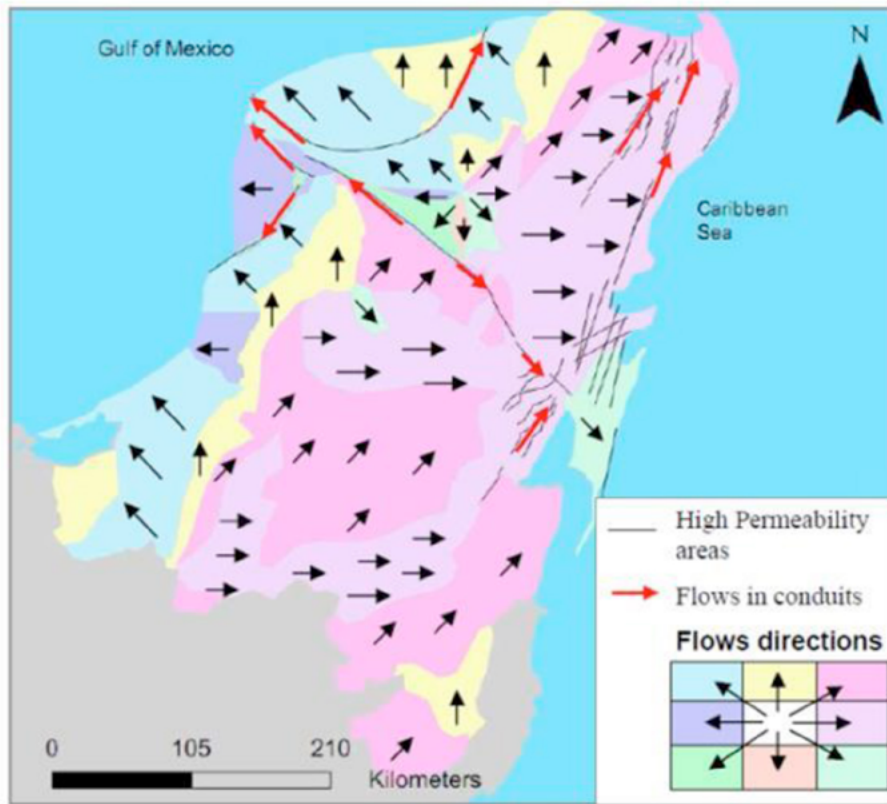 Gulf of Mexico
N
Caribbean
Sea
High Permeability
areas
Flows in conduits
Flows directions
0 105 210
Kilometers